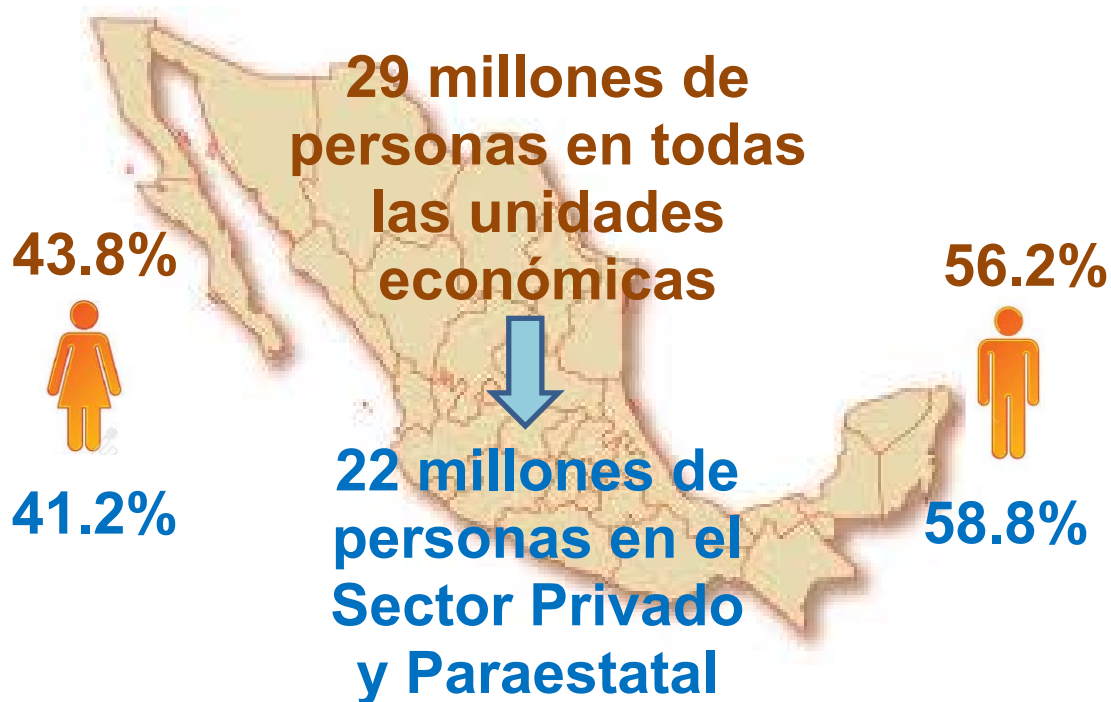 29 millones de
personas en todas
las unidades
económicas
43.8%
56.2%
41.2%
58.8%
22 millones de
personas en el
Sector Privado
y Paraestatal